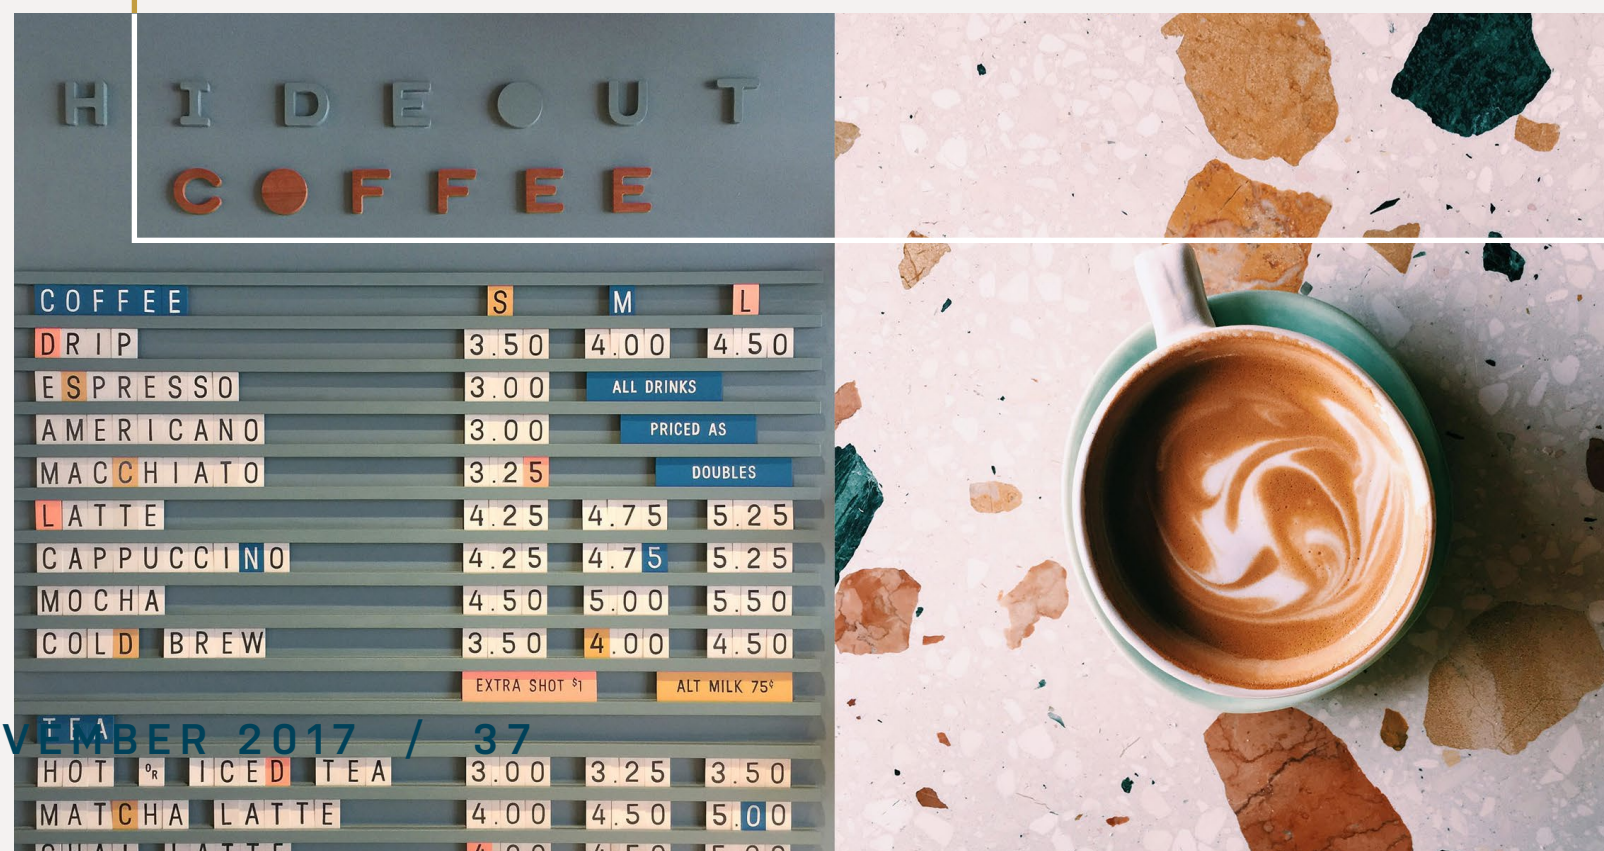 HIDEOUT
COFFEE
COFFEE S M L
DRIP 3.50 4.00 4.50
ESPRESSO 3.00 ALL DRINKS
AMERICANO 3.00 PRICED AS
MACCHIATO 3.25 DOUBLES
LATTE 4.25 4.75 5.25
CAPPUCCINO 4.25 4.75 5.25
MOCHA 4.50 5.00 5.50
COLD BREW 3.50 4.00 4.50
EXTRA SHOT $1 ALT MILK 75¢
TEA
VEMBER 2017 / 37
HOT OR ICED TEA 3.00 3.25 3.50
MATCHA LATTE 4.00 4.50 5.00